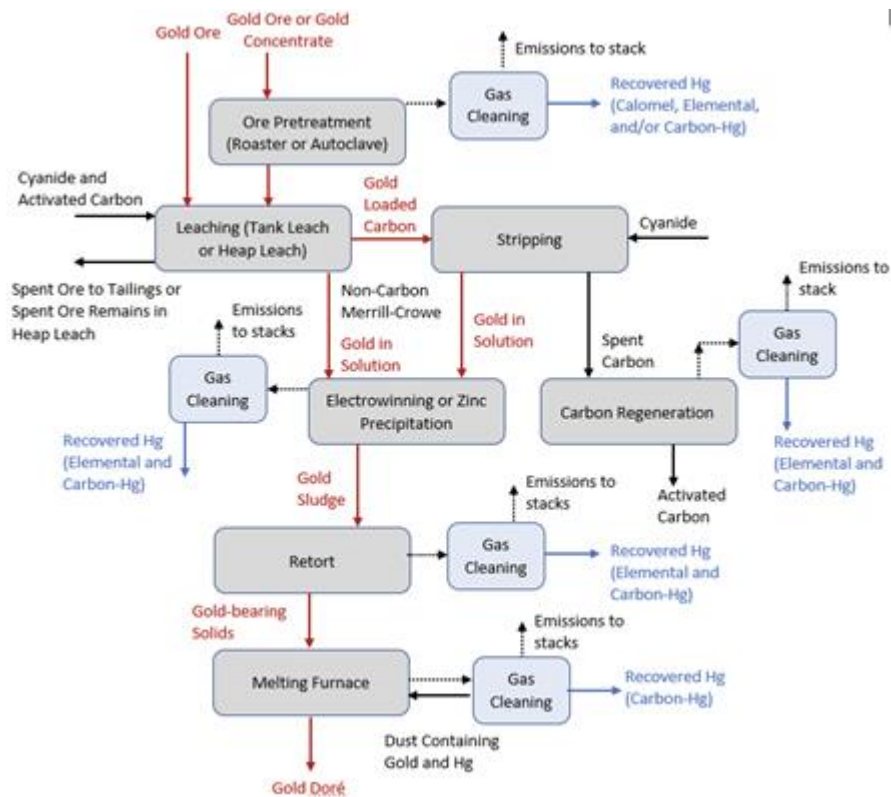 Gold Ore
Gold Ore or Gold
Concentrate
Emissions to stack
Gas
Cleaning
Recovered Hg
(Calomel, Elemental,
and/or Carbon-Hg)
Ore Pretreatment
(Roaster or Autoclave)
Cyanide and
Activated Carbon
Gold
Loaded
Carbon
Leaching (Tank Leach
or Heap Leach)
Stripping
Cyanide
Spent Ore to Tailings or
Spent Ore Remains in
Heap Leach
Emissions
to stacks
Non-Carbon
Merrill-Crowe
Gold in
Solution
Gold in
Solution
Spent
Carbon
Emissions to
stack
Gas
Cleaning
Gas
Cleaning
Electrowinning or Zinc
Precipitation
Carbon Regeneration
Recovered Hg
(Elemental and
Carbon-Hg)
Recovered Hg
(Elemental and
Carbon-Hg)
Gold
Sludge
Activated
Carbon
Emissions to
stacks
Retort
Gas
Cleaning
Recovered Hg
(Elemental and
Carbon-Hg)
Gold-bearing
Solids
Emissions to
stacks
Melting Furnace
Gas
Cleaning
Recovered Hg
(Carbon-Hg)
Dust Containing
Gold and Hg
Gold Doré